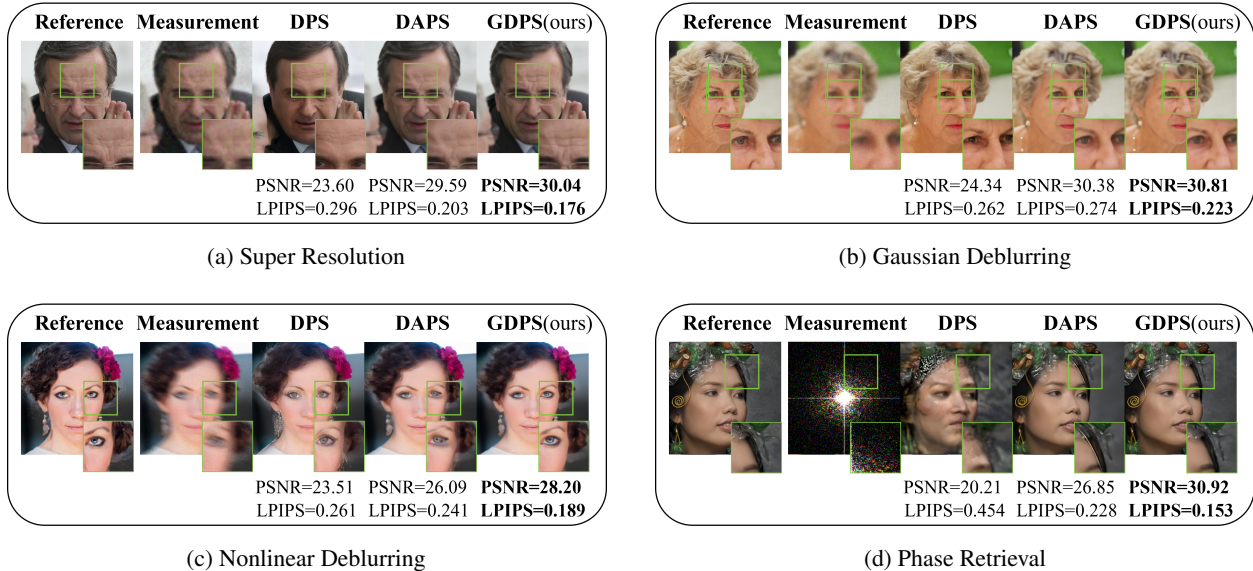 Reference Measurement DPS DAPS GDPS(ours)
PSNR=23.60 PSNR=29.59 PSNR=30.04
LPIPS=0.296 LPIPS=0.203 LPIPS=0.176
(a) Super Resolution
Reference Measurement DPS DAPS GDPS(ours)
PSNR=24.34 PSNR=30.38 PSNR=30.81
LPIPS=0.262 LPIPS=0.274 LPIPS=0.223
(b) Gaussian Deblurring
Reference Measurement DPS DAPS GDPS(ours)
PSNR=23.51 PSNR=26.09 PSNR=28.20
LPIPS=0.261 LPIPS=0.241 LPIPS=0.189
(c) Nonlinear Deblurring
Reference Measurement DPS DAPS GDPS(ours)
PSNR=20.21 PSNR=26.85 PSNR=30.92
LPIPS=0.454 LPIPS=0.228 LPIPS=0.153
(d) Phase Retrieval